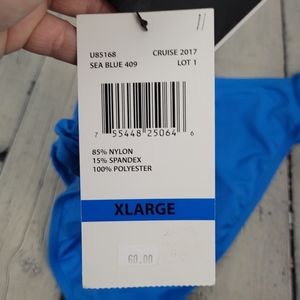 U85168 CRUISE 2017
SEA BLUE 409 LOT 1
7 55448 25064 6
85% NYLON
15% SPANDEX
100% POLYESTER
XLARGE
60.00